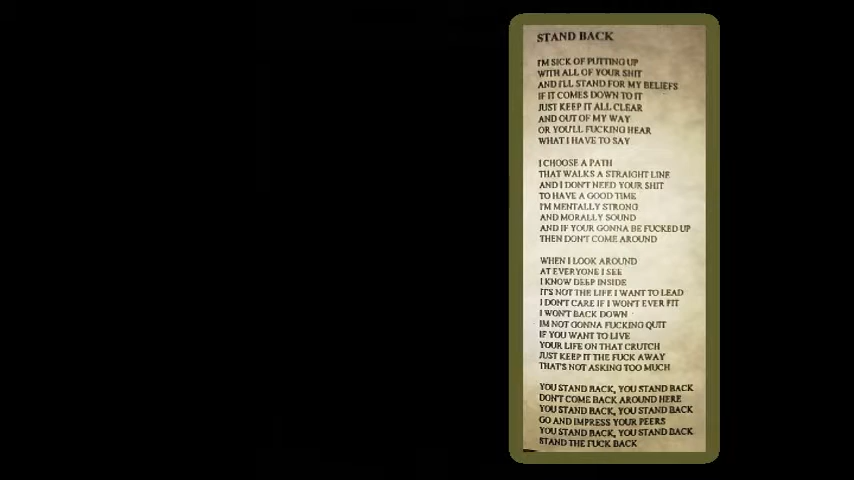 STAND BACK
I'M SICK OF PUTTING UP
WITH ALL OF YOUR SHIT
AND I'LL STAND FOR MY BELIEFS
IF IT COMES DOWN TO IT
JUST KEEP IT ALL CLEAR
AND OUT OF MY WAY
OR YOU'LL FUCKING HEAR
WHAT I HAVE TO SAY
I CHOOSE A PATH
THAT WALKS A STRAIGHT LINE
AND I DON'T NEED YOUR SHIT
TO HAVE A GOOD TIME
I'M MENTALLY STRONG
AND MORALLY SOUND
AND IF YOUR GONNA BE FUCKED UP
THEN DON'T COME AROUND
WHEN I LOOK AROUND
AT EVERYONE I SEE
I KNOW DEEP INSIDE
IT'S NOT THE LIFE I WANT TO LEAD
I DON'T CARE IF I WON'T EVER FIT
I WON'T BACK DOWN
IM NOT GONNA FUCKING QUIT
IF YOU WANT TO LIVE
YOUR LIFE ON THAT CRUTCH
JUST KEEP IT THE FUCK AWAY
THAT'S NOT ASKING TOO MUCH
YOU STAND BACK, YOU STAND BACK
DON'T COME BACK AROUND HERE
YOU STAND BACK, YOU STAND BACK
GO AND IMPRESS YOUR PEERS
YOU STAND BACK, YOU STAND BACK
STAND THE FUCK BACK